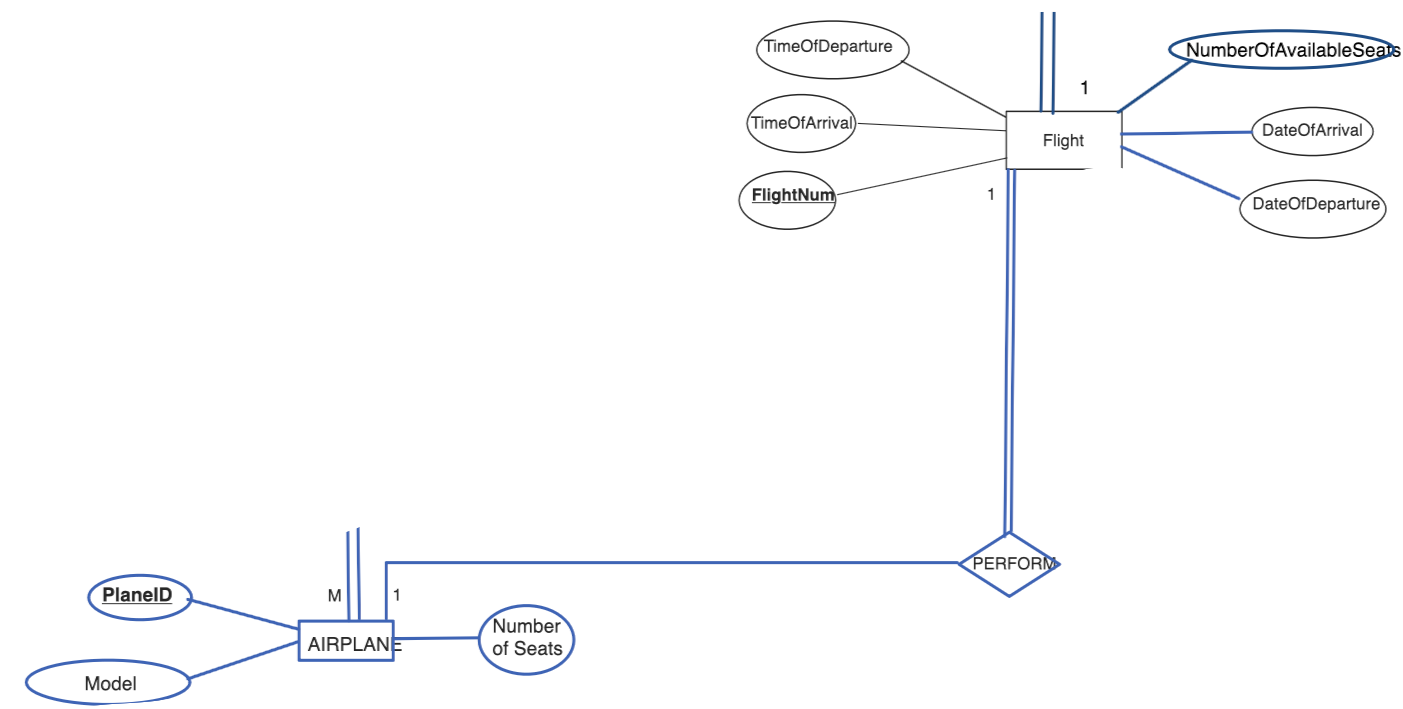 TimeOfDeparture
NumberOfAvailableSeats
1
TimeOfArrival
Flight
DateOfArrival
FlightNum
1
DateOfDeparture
PERFORM
PlaneID
M
1
AIRPLANE
Number
of Seats
Model